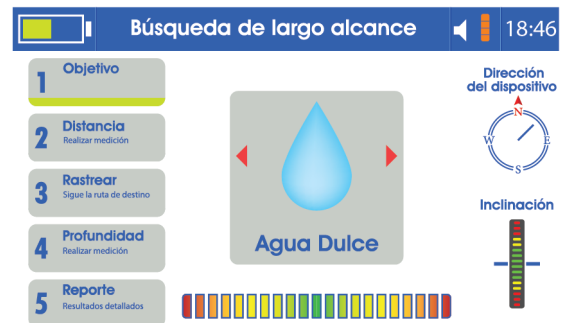 Búsqueda de largo alcance
18:46
1
Objetivo
2
Distancia
Realizar medición
3
Rastrear
Sigue la ruta de destino
4
Profundidad
Realizar medición
5
Reporte
Resultados detallados
Agua Dulce
Dirección
del dispositivo
N
W E
S
Inclinación